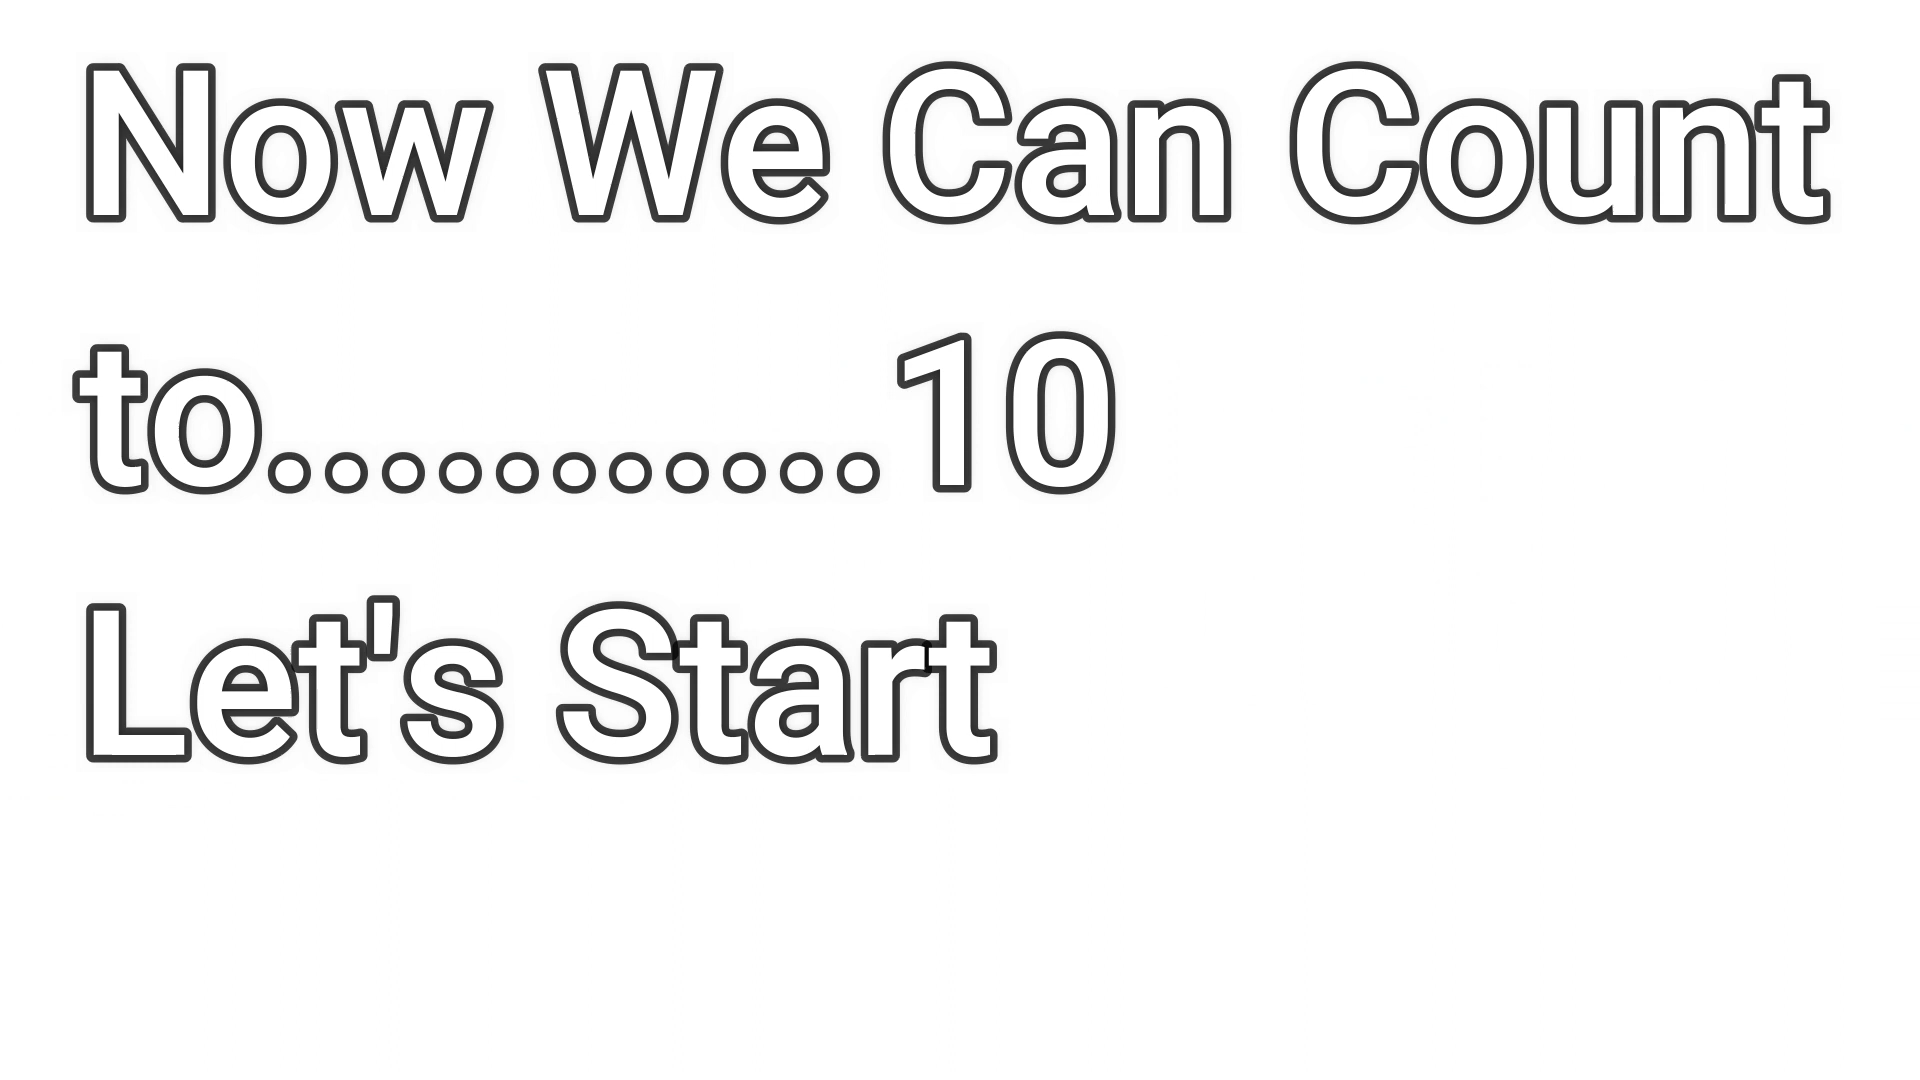 Now We Can Count
to...........10
Let's Start